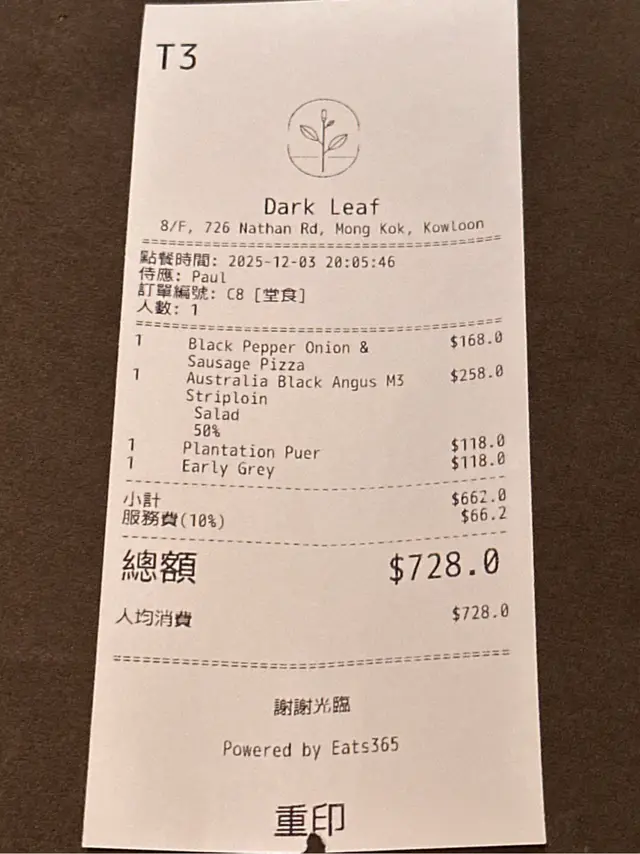 T3
Dark Leaf
8/F, 726 Nathan Rd, Mong Kok, Kowloon
點餐時間: 2025-12-03 20:05:46
侍應: Paul
訂單編號: C8 [堂食]
人數: 1
1 Black Pepper Onion & $168.0
Sausage Pizza
1 Australia Black Angus M3 $258.0
Striploin
Salad
50%
1 Plantation Puer $118.0
1 Early Grey $118.0
小計 $662.0
服務費(10%) $66.2
總額 $728.0
人均消費 $728.0
謝謝光臨
Powered by Eats365
重印